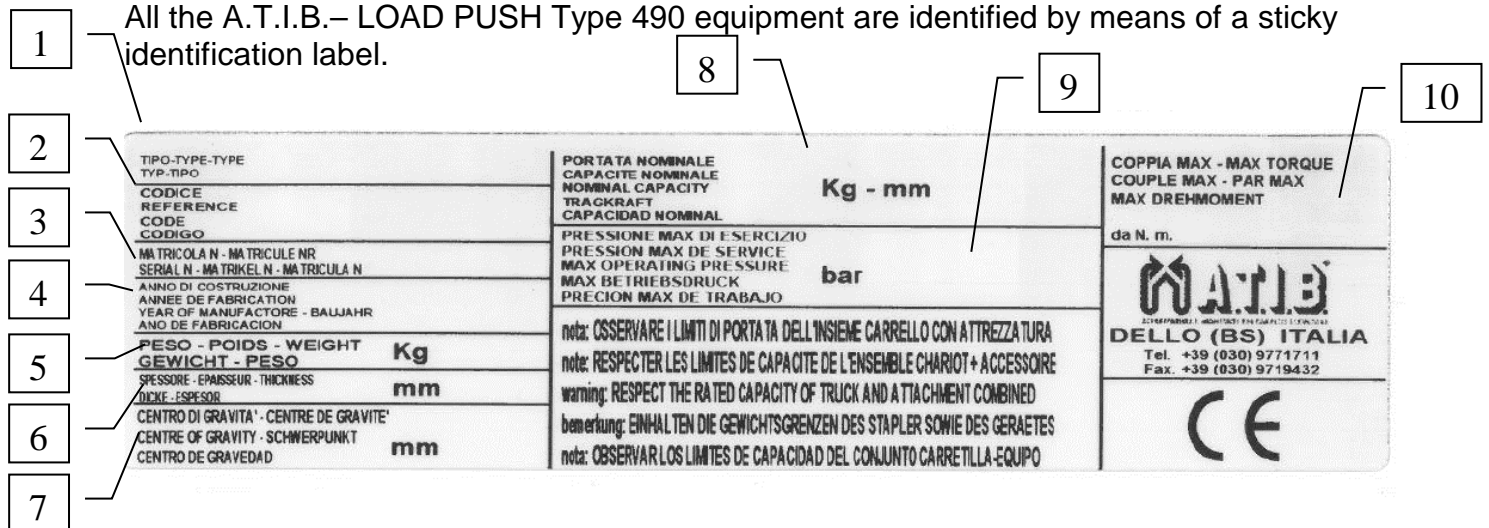 All the A.T.I.B.– LOAD PUSH Type 490 equipment are identified by means of a sticky
identification label.
1
8
9
10
2
3
4
5
6
7
TIPO-TYPE-TYPE
TYP-TIPO
CODICE
REFERENCE
CODE
CODIGO
MATRICOLA N - MATRICULE NR
SERIAL N - MATRIKEL N - MATRICULA N
ANNO DI COSTRUZIONE
ANNEE DE FABRICATION
YEAR OF MANUFACTORE - BAUJAHR
ANO DE FABRICACION
PESO - POIDS - WEIGHT
GEWICHT - PESO
Kg
SPESSORE - EPAISSEUR - THICKNESS
DICKE - ESPESOR
mm
CENTRO DI GRAVITA' - CENTRE DE GRAVITE'
CENTRE OF GRAVITY - SCHWERPUNKT
CENTRO DE GRAVEDAD
mm
PORTATA NOMINALE
CAPACITE NOMINALE
NOMINAL CAPACITY
TRAGKRAFT
CAPACIDAD NOMINAL
Kg - mm
PRESSIONE MAX DI ESERCIZIO
PRESSION MAX DE SERVICE
MAX OPERATING PRESSURE
MAX BETRIEBSDRUCK
PRECION MAX DE TRABAJO
bar
nota: OSSERVARE I LIMITI DI PORTATA DELL'INSIEME CARRELLO CON ATTREZZATURA
note: RESPECTER LES LIMITES DE CAPACITE DE L'ENSEMBLE CHARIOT + ACCESSOIRE
warning: RESPECT THE RATED CAPACITY OF TRUCK AND ATTACHMENT COMBINED
bemerkung: EINHALTEN DIE GEWICHTSGRENZEN DES STAPLER SOWIE DES GERAETES
nota: OBSERVAR LOS LIMITES DE CAPACIDAD DEL CONJUNTO CARRETILLA-EQUIPO
COPPIA MAX - MAX TORQUE
COUPLE MAX - PAR MAX
MAX DREHMOMENT
da N. m.
A.T.I.B.
DELLO (BS) ITALIA
Tel. +39 (030) 9771711
Fax. +39 (030) 9719432
CE